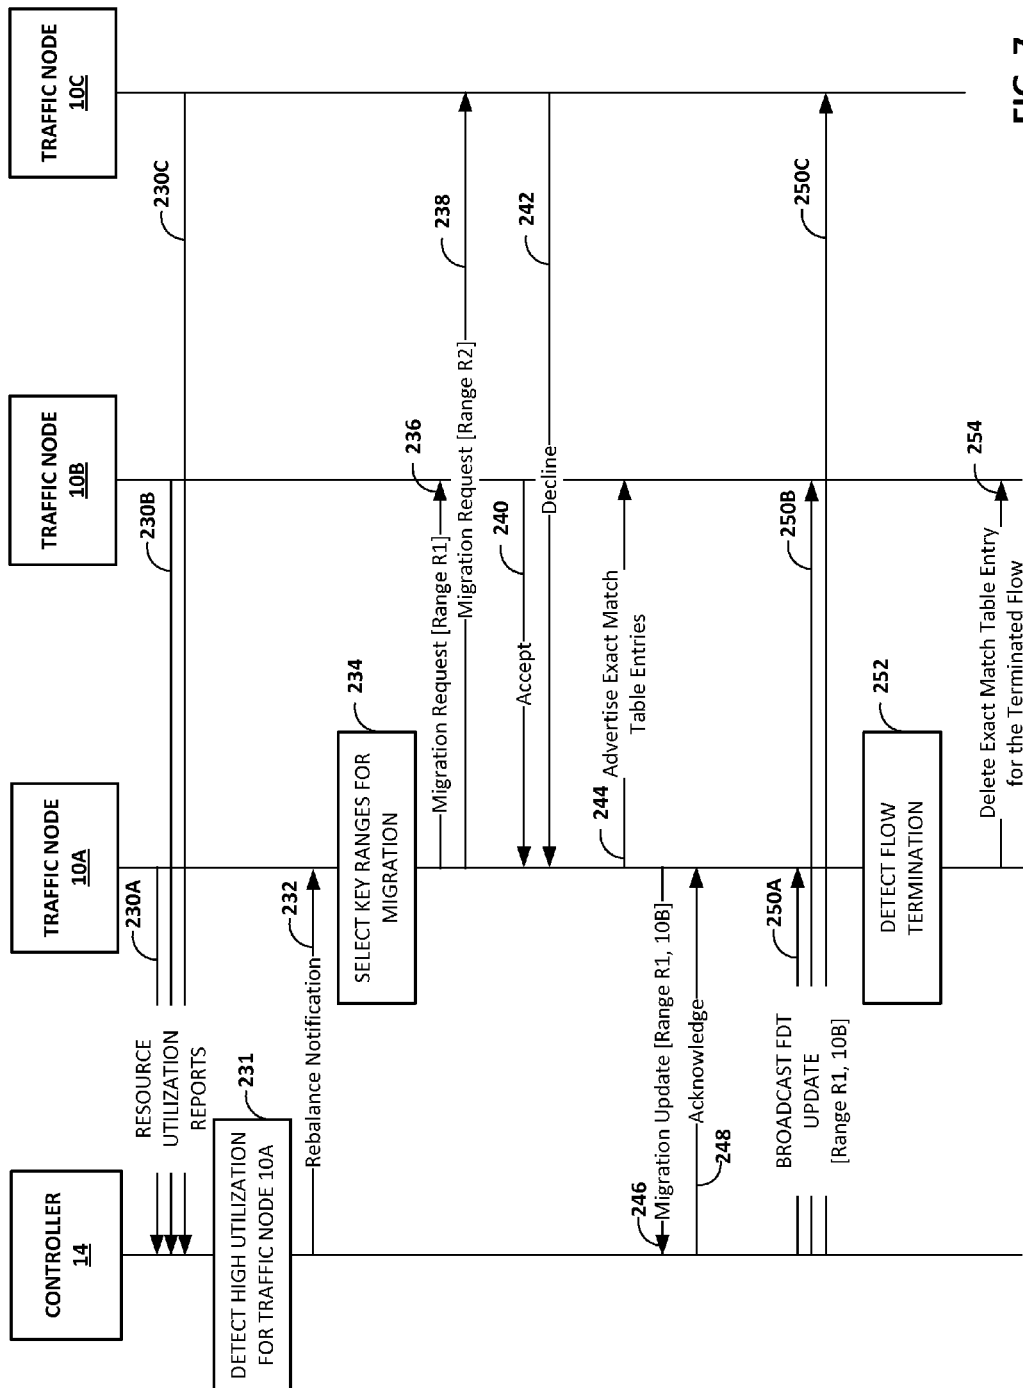 CONTROLLER
14
TRAFFIC NODE
10A
TRAFFIC NODE
10B
TRAFFIC NODE
10C
230A
230B
230C
RESOURCE
UTILIZATION
REPORTS
231
DETECT HIGH UTILIZATION
FOR TRAFFIC NODE 10A
232
Rebalance Notification
234
SELECT KEY RANGES FOR
MIGRATION
236
Migration Request [Range R1]
238
Migration Request [Range R2]
240
Accept
242
Decline
244
Advertise Exact Match
Table Entries
246
Migration Update [Range R1, 10B]
Acknowledge
248
250A
250B
250C
BROADCAST FDT
UPDATE
[Range R1, 10B]
252
DETECT FLOW
TERMINATION
254
Delete Exact Match Table Entry
for the Terminated Flow